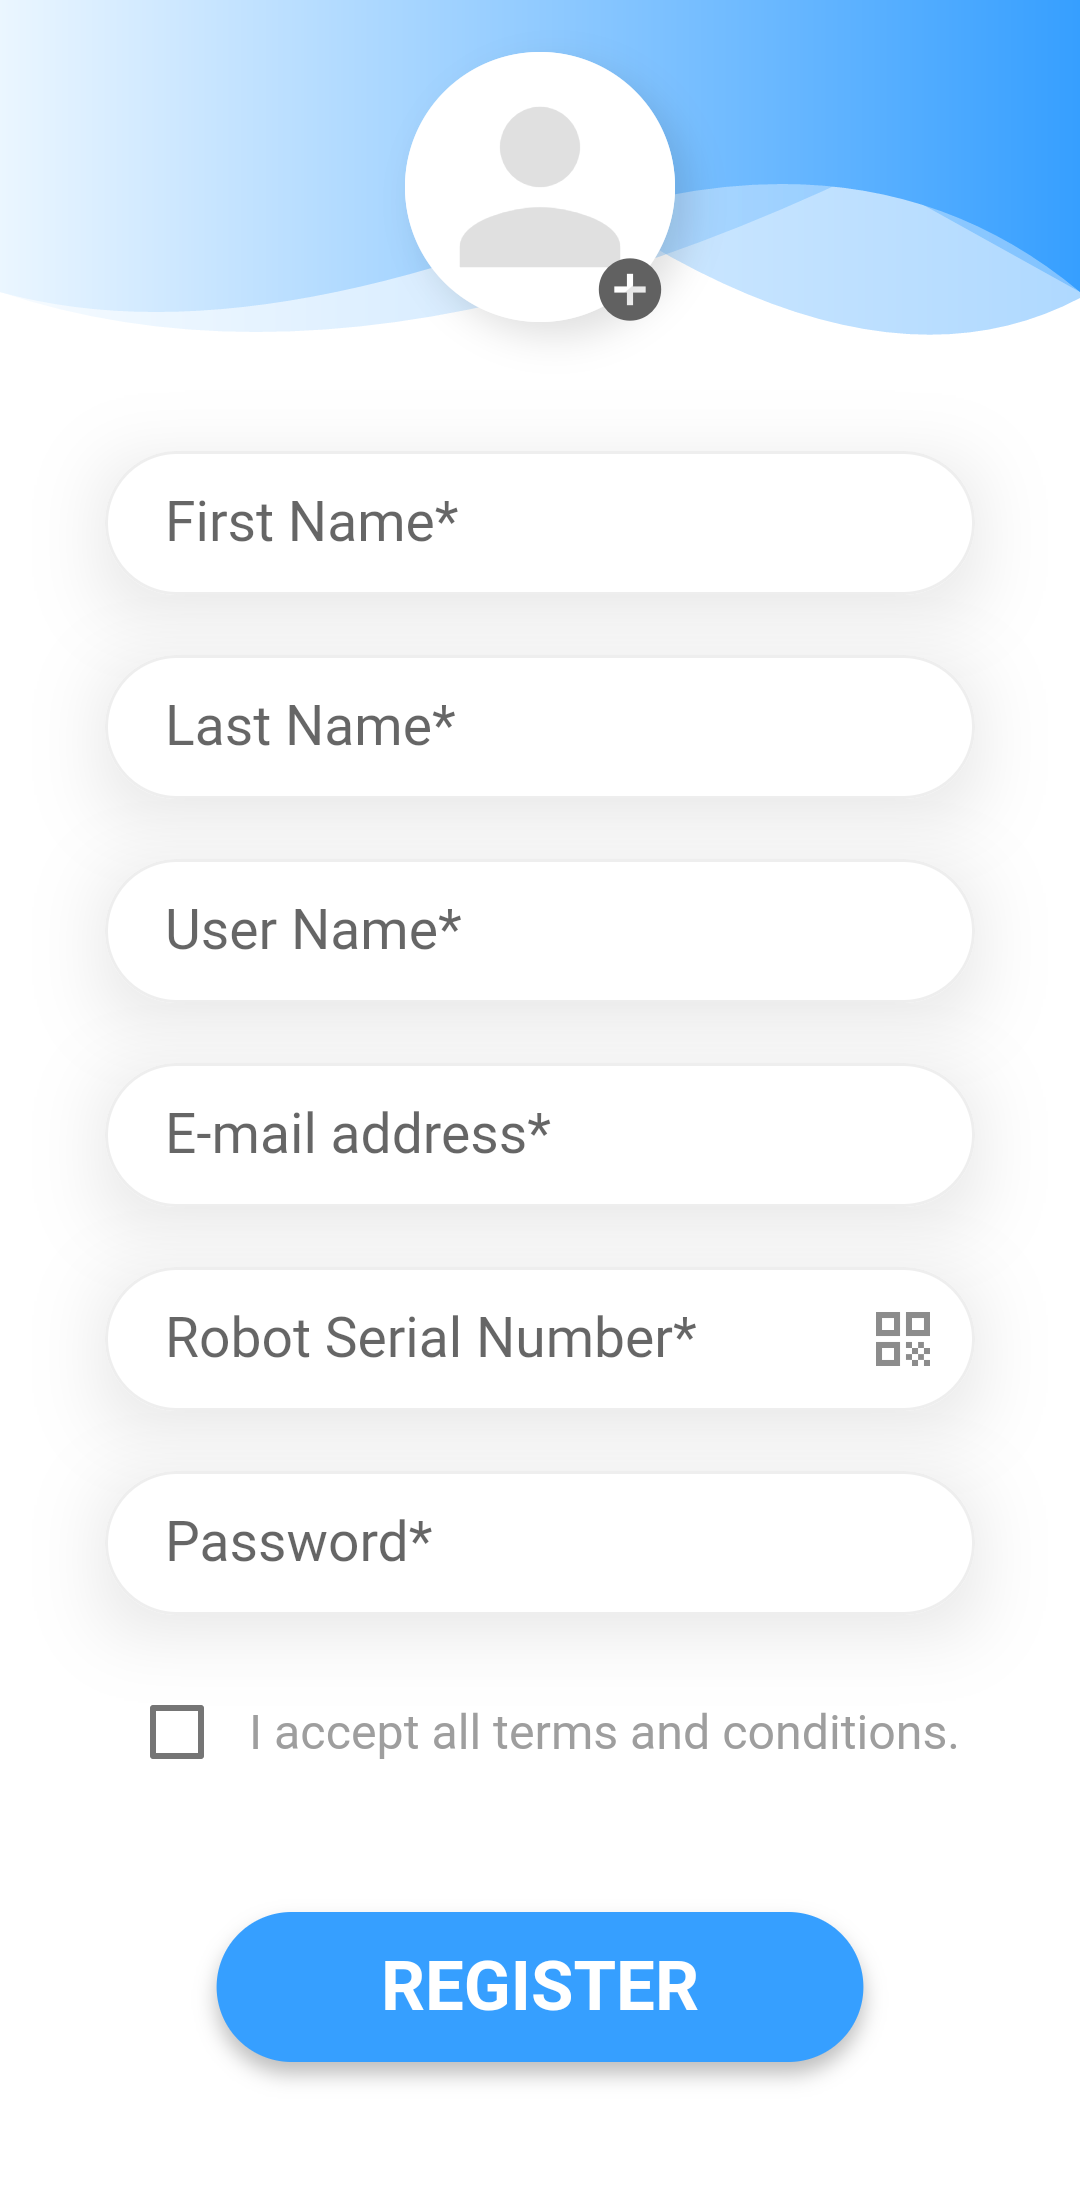 First Name*
Last Name*
User Name*
E-mail address*
Robot Serial Number*
Password*
I accept all terms and conditions.
REGISTER